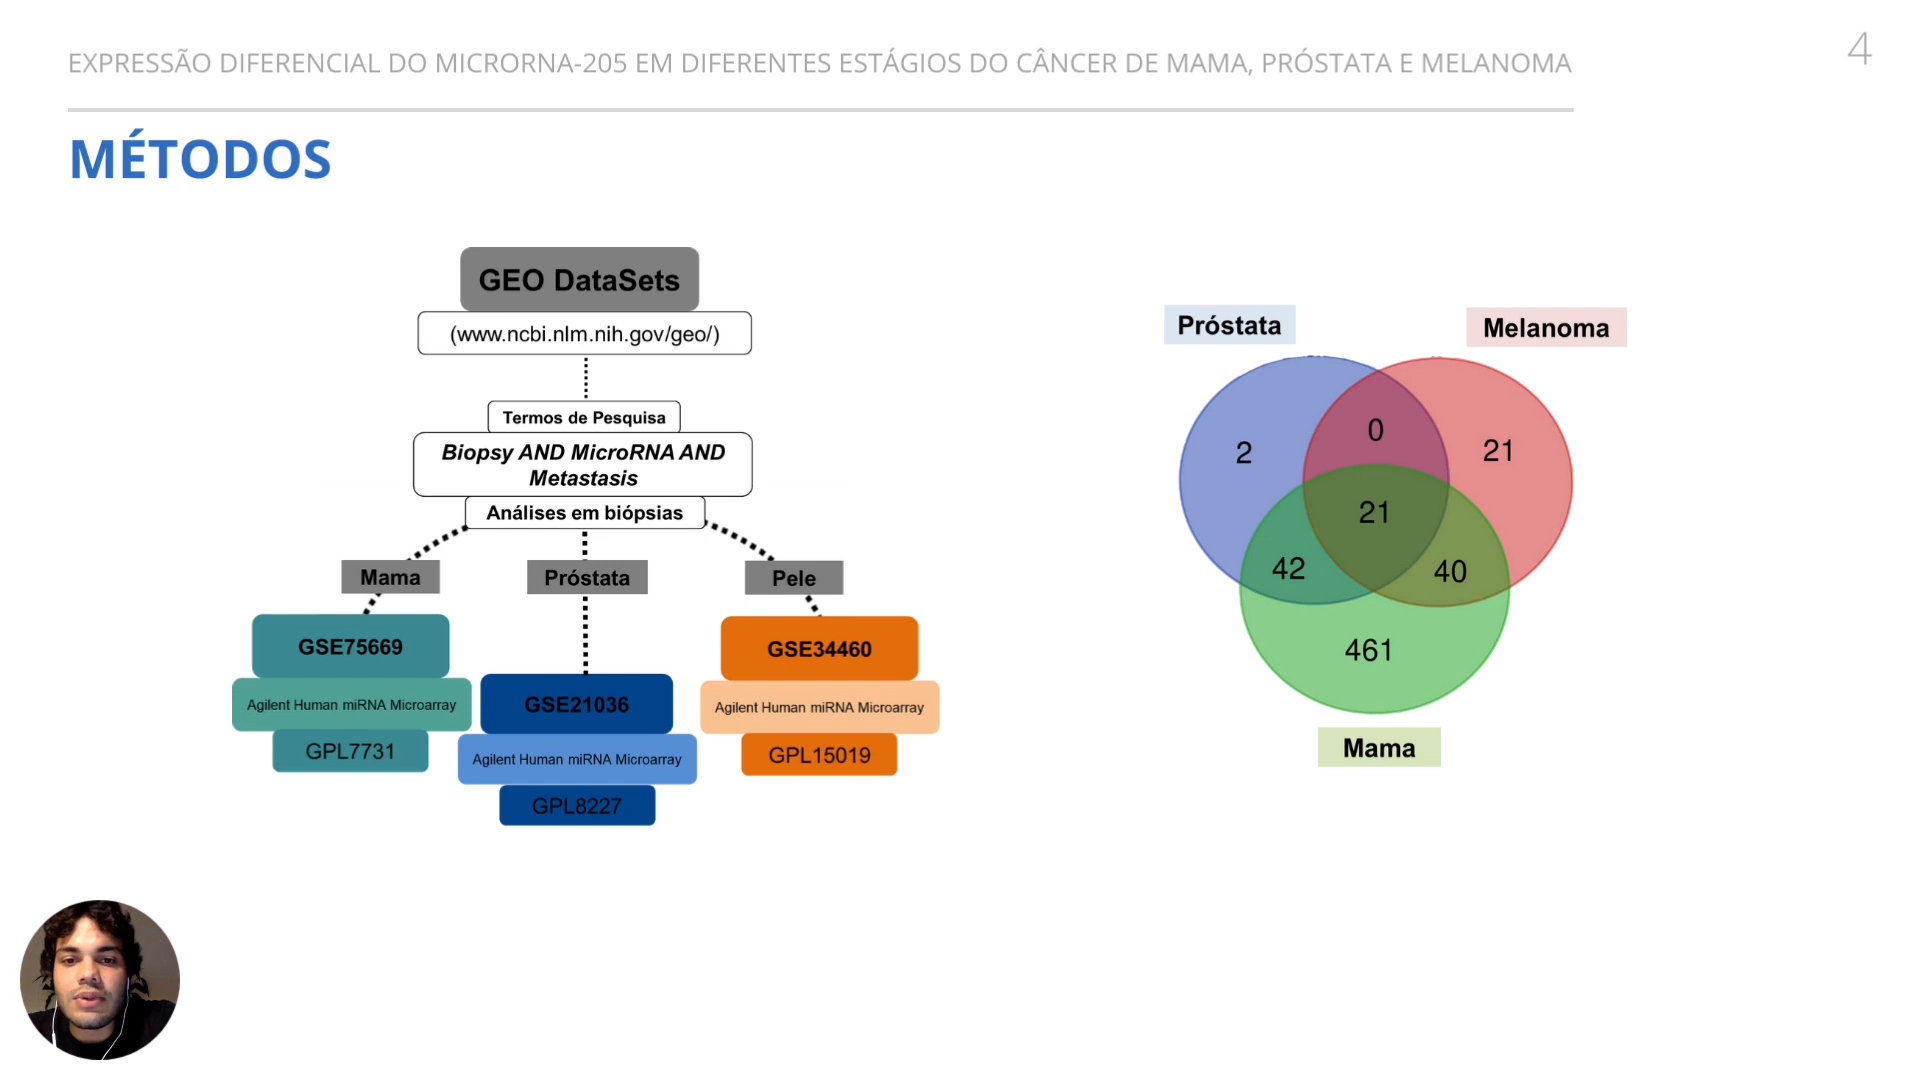 EXPRESSÃO DIFERENCIAL DO MICRORNA-205 EM DIFERENTES ESTÁGIOS DO CÂNCER DE MAMA, PRÓSTATA E MELANOMA
4
MÉTODOS
GEO DataSets
(www.ncbi.nlm.nih.gov/geo/)
Termos de Pesquisa
Biopsy AND MicroRNA AND
Metastasis
Análises em biópsias
Mama
Próstata
Pele
GSE75669
Agilent Human miRNA Microarray
GPL7731
GSE21036
Agilent Human miRNA Microarray
GPL8227
GSE34460
Agilent Human miRNA Microarray
GPL15019
Próstata
Melanoma
2
0
21
21
42
40
461
Mama